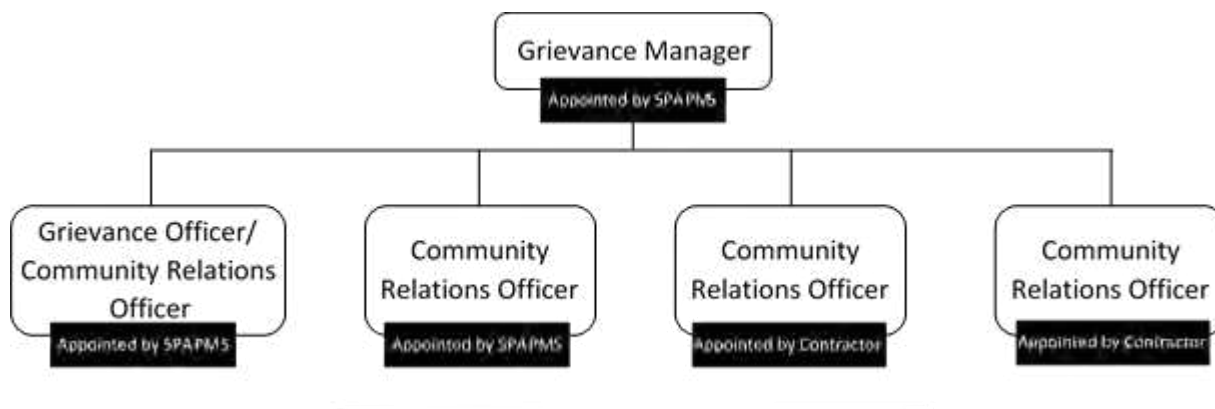 Grievance Manager
Appointed by SPAPMS
Grievance Officer/
Community Relations
Officer
Appointed by SPAPMS
Community
Relations Officer
Appointed by SPAPMS
Community
Relations Officer
Appointed by Contractor
Community
Relations Officer
Appointed by Contractor